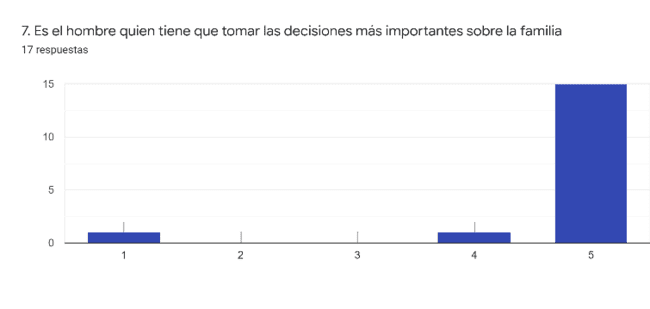 7. Es el hombre quien tiene que tomar las decisiones más importantes sobre la familia
17 respuestas
15
10
5
0
1 2 3 4 5